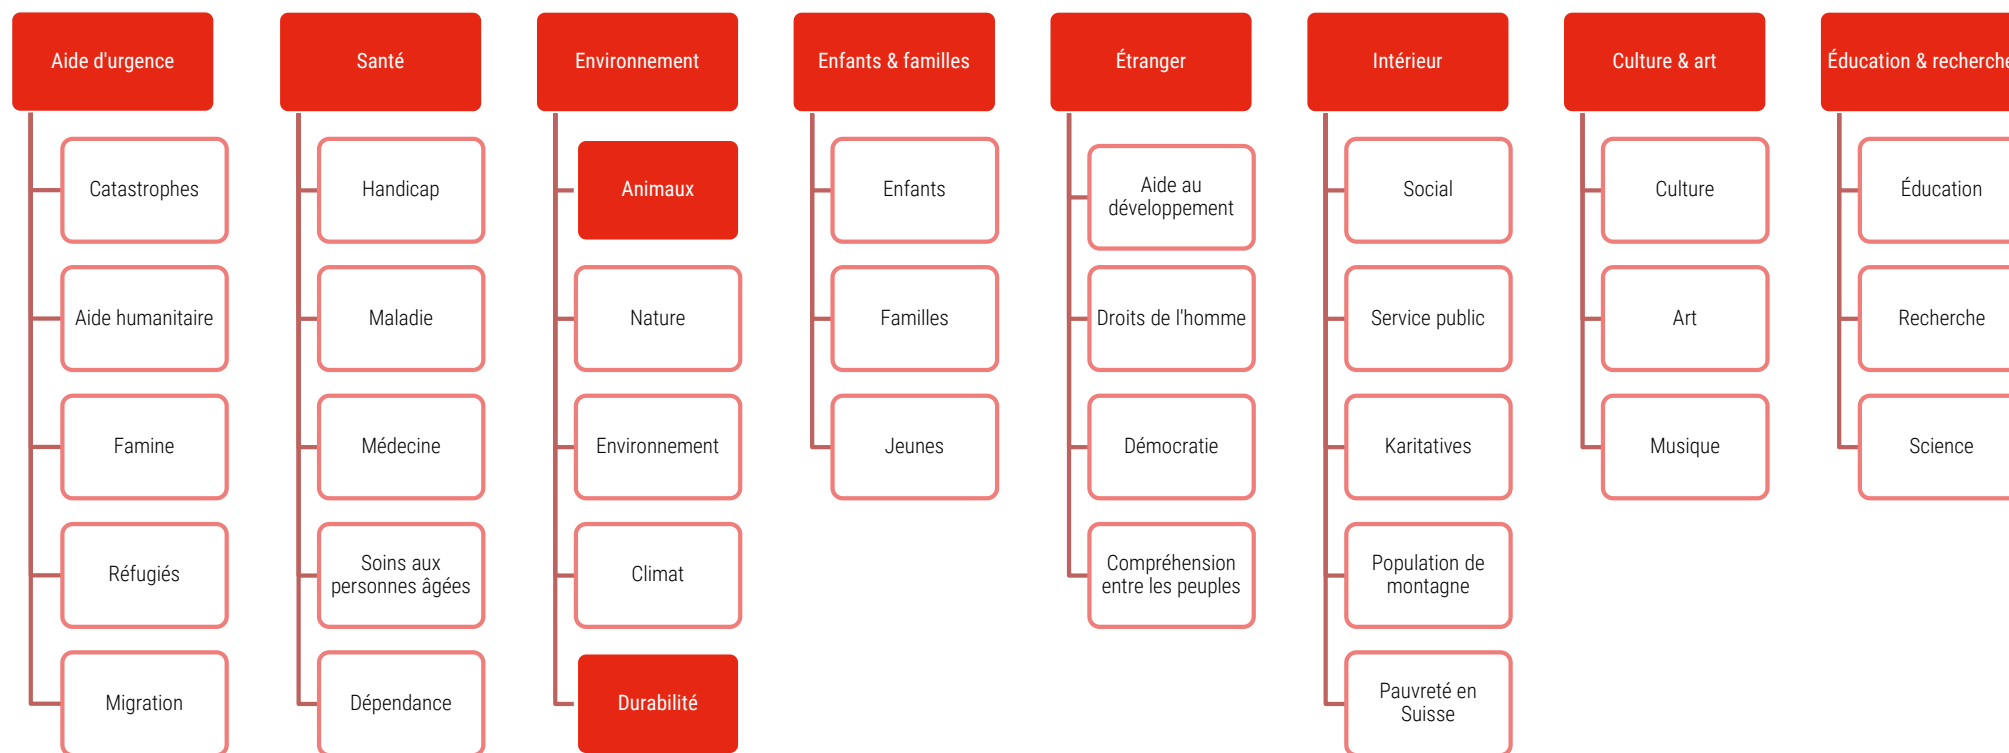 Aide d'urgence
Catastrophes
Aide humanitaire
Famine
Réfugiés
Migration
Santé
Handicap
Maladie
Médecine
Soins aux
personnes âgées
Dépendance
Environnement
Animaux
Nature
Environnement
Climat
Durabilité
Enfants & familles
Enfants
Familles
Jeunes
Étranger
Aide au
développement
Droits de l'homme
Démocratie
Compréhension
entre les peuples
Intérieur
Social
Service public
Karitatives
Population de
montagne
Pauvreté en
Suisse
Culture & art
Culture
Art
Musique
Éducation & recherche
Éducation
Recherche
Science